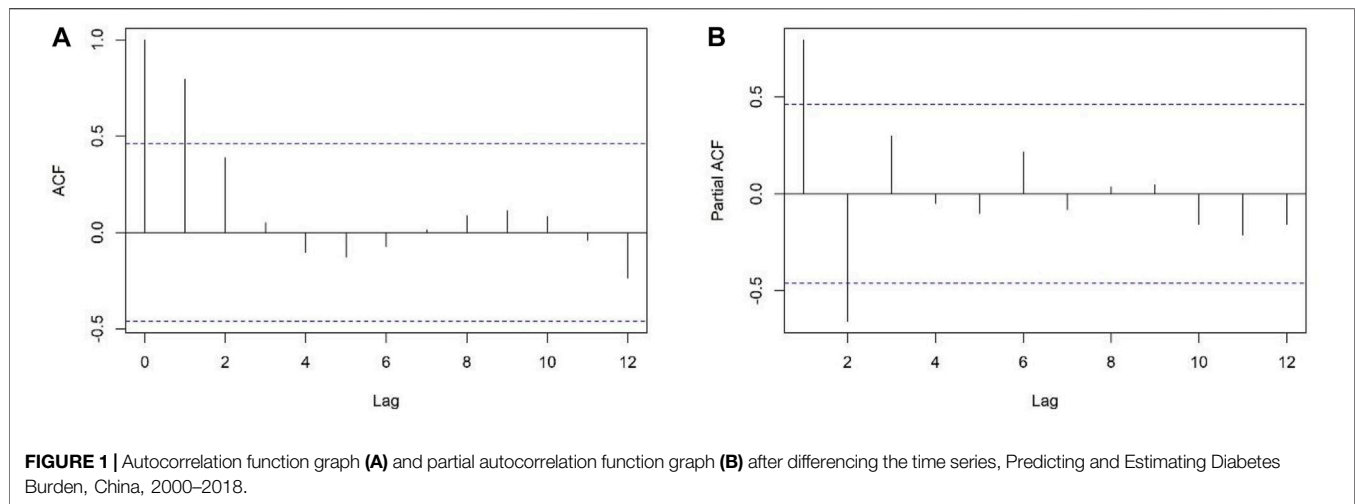 A
1.0
0.5
0.0
-0.5
ACF
0 2 4 6 8 10 12
Lag
B
0.5
0.0
-0.5
Partial ACF
2 4 6 8 10 12
Lag
FIGURE 1 | Autocorrelation function graph (A) and partial autocorrelation function graph (B) after differencing the time series, Predicting and Estimating Diabetes
Burden, China, 2000–2018.